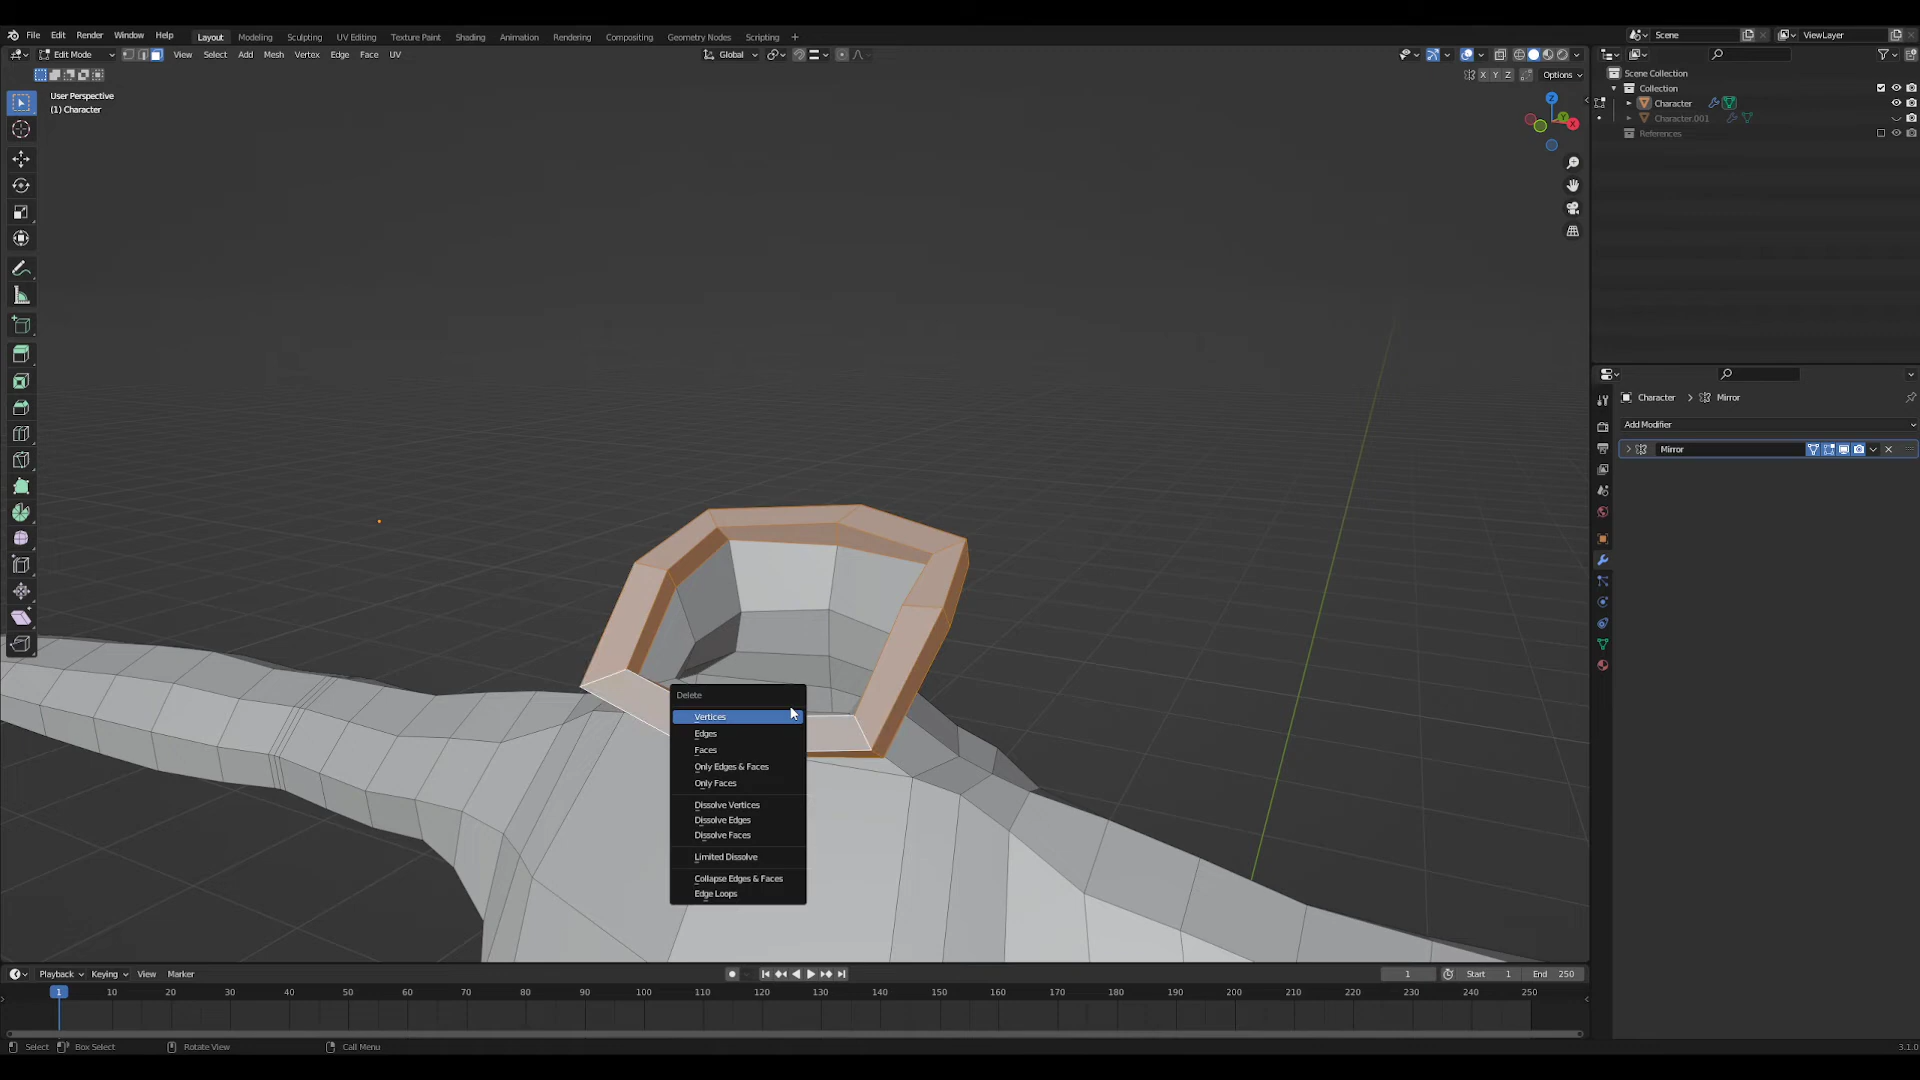 File Edit Render Window Help Layout Modeling Sculpting UV Editing Texture Paint Shading Animation Rendering Compositing Geometry Nodes Scripting + Scene ViewLayer
Edit Mode View Select Add Mesh Vertex Edge Face UV Global
X Y Z Options
User Perspective
(1) Character
Z
Y
X
Scene Collection
Collection
Character
Character.001
References
Character > Mirror
Add Modifier
Mirror
Delete
Vertices
Edges
Faces
Only Edges & Faces
Only Faces
Dissolve Vertices
Dissolve Edges
Dissolve Faces
Limited Dissolve
Collapse Edges & Faces
Edge Loops
Playback Keying View Marker 1 Start 1 End 250
1 10 20 30 40 50 60 70 80 90 100 110 120 130 140 150 160 170 180 190 200 210 220 230 240 250
Select Box Select Rotate View Call Menu 3.1.0